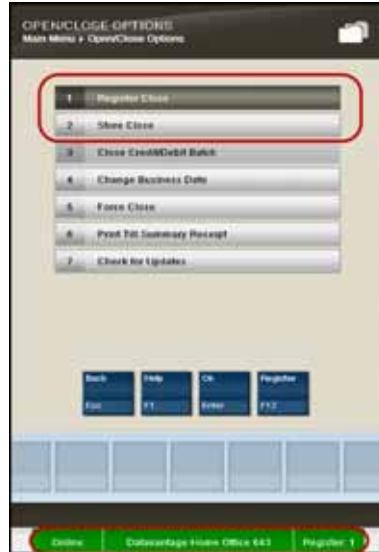 OPEN/CLOSE OPTIONS
Main Menu ▸ Open/Close Options
1 Register Close
2 Store Close
3 Close Credit/Debit Batch
4 Change Business Date
5 Force Close
6 Print Till Summary Receipt
7 Check for Updates
Back Help Ok Register
Esc F1 Enter F12
Online Datavantage Home Office 643 Register: 1